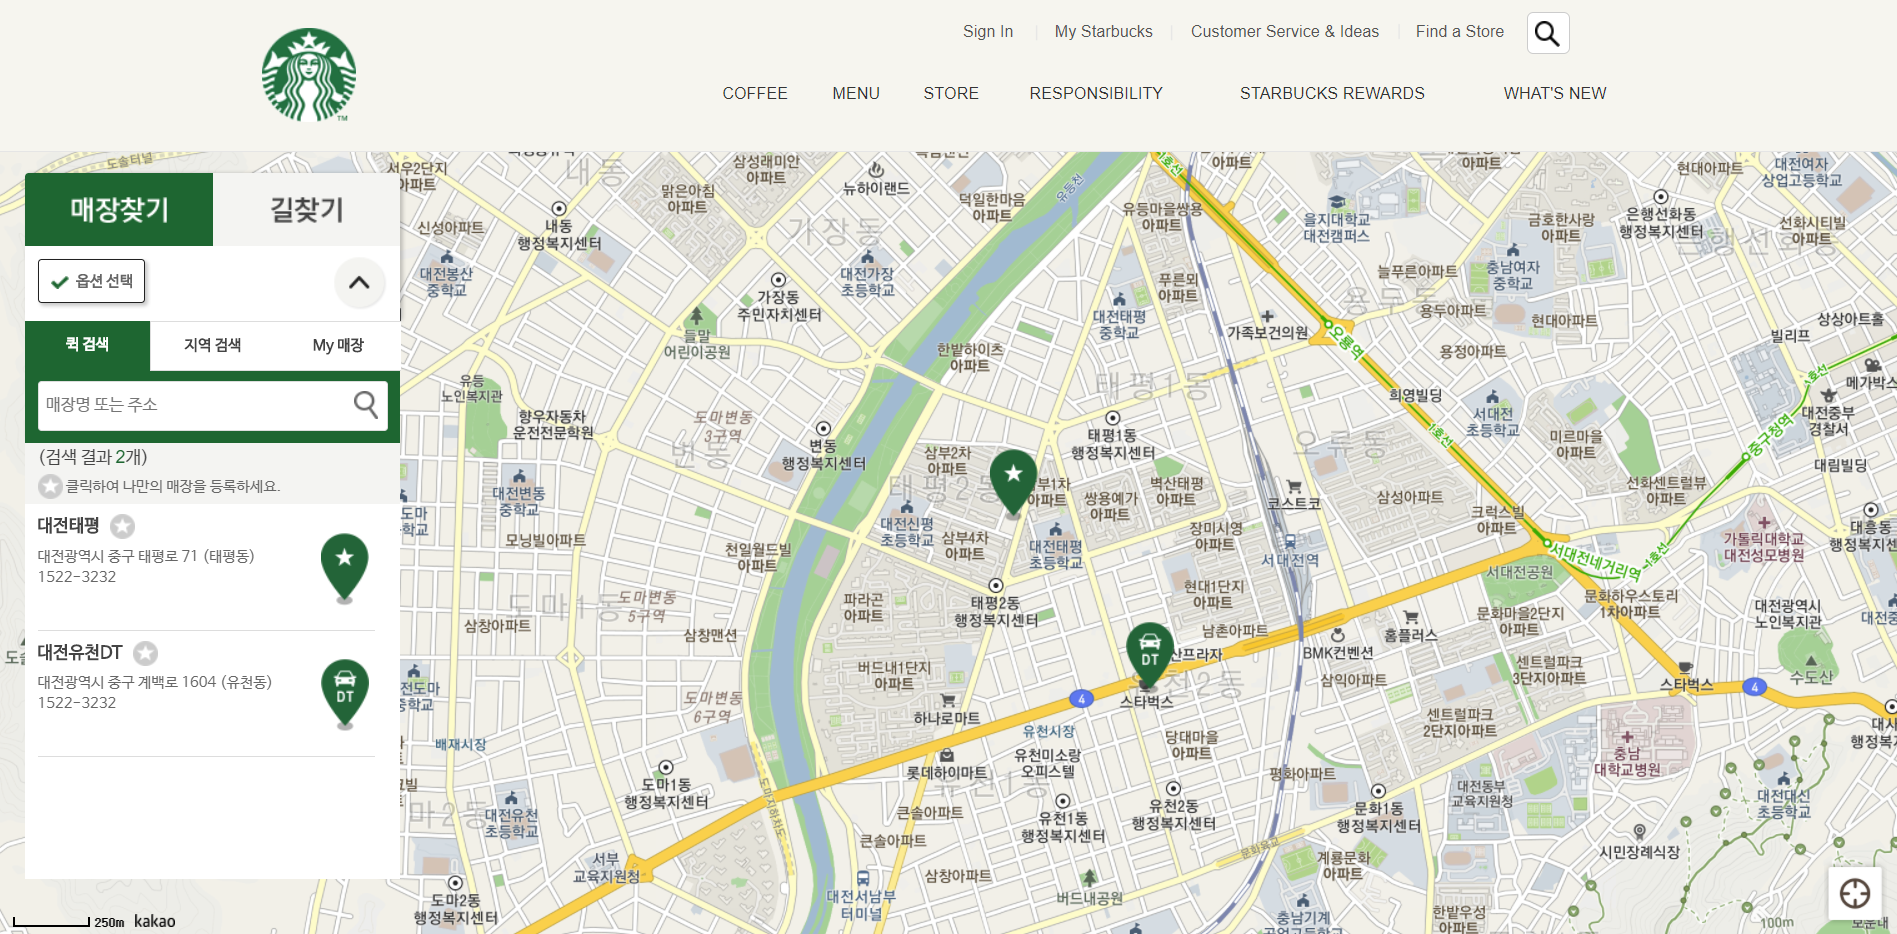 Sign In
My Starbucks
Customer Service & Ideas
Find a Store
COFFEE
MENU
STORE
RESPONSIBILITY
STARBUCKS REWARDS
WHAT'S NEW
TM
매장찾기
길찾기
옵션 선택
퀵 검색
지역 검색
My 매장
매장명 또는 주소
(검색 결과 2개)
클릭하여 나만의 매장을 등록하세요.
대전태평
대전광역시 중구 태평로 71 (태평동)
1522-3232
대전유천DT
대전광역시 중구 계백로 1604 (유천동)
1522-3232
DT
250m kakao
도솔터널
서우2단지
아파트
내동
삼성래미안
아파트
맑은아침
아파트
뉴하이랜드
덕일한마음
아파트
유등천
1호선
아파트
을지대학교
대전캠퍼스
아파트
현대아파트
대전여자
상업고등학교
신성아파트
내동
행정복지센터
가장동
유등마을쌍용
아파트
금호한사랑
아파트
은행선화동
행정복지센터
선화시티빌
아파트
대전봉산
중학교
가장동
주민자치센터
대전가장
초등학교
푸른뫼
아파트
늘푸른아파트
충남여자
고등학교
용문동
용두아파트
현대아파트
들말
어린이공원
대전태평
중학교
가족보건의원
오룡역
빌리프
상상아트홀
한밭하이츠
아파트
용정아파트
유등
노인복지관
태평1동
희영빌딩
1호선
메가박스
향우자동차
운전전문학원
도마변동
3구역
변동
변동
행정복지센터
태평1동
행정복지센터
오류동
1호선
서대전
초등학교
미르마을
아파트
중구청역
대전중부
경찰서
대림빌딩
삼부2차
아파트
태평2동
아파트
쌍용예가
아파트
벽산태평
아파트
코스트코
삼성아파트
선화센트럴뷰
아파트
대전변동
중학교
모닝빌아파트
대전신평
초등학교
삼부4차
아파트
대전태평
초등학교
장미시영
아파트
서대전역
크럭스빌
아파트
가톨릭대학교
대전성모병원
대흥동
행정복지센터
천일월드빌
아파트
서대전네거리역
1호선
서대전공원
도마1동
도마변동
5구역
삼창아파트
삼창맨션
파라곤
아파트
태평2동
행정복지센터
현대1단지
아파트
남촌아파트
홈플러스
문화마을2단지
아파트
문화하우스토리
1차아파트
대전광역시
노인복지관
버드내1단지
아파트
산프라자
BMK컨벤션
삼익아파트
센트럴파크
3단지아파트
스타벅스
4
수도산
도마변동
6구역
하나로마트
4
스타벅스
유천시장
당대마을
아파트
센트럴파크
2단지아파트
충남
대학교병원
배재시장
롯데하이마트
유천미소랑
오피스텔
유천1동
평화아파트
대전동부
교육지원청
대전대신
초등학교
도마1동
행정복지센터
도마지하차도
큰솔아파트
유천1동
행정복지센터
유천2동
행정복지센터
문화1동
행정복지센터
대전유천
초등학교
큰솔아파트
문화육교
계룡문화
아파트
시민장례식장
서부
교육지원청
삼창아파트
도마2동
행정복지센터
대전서남부
터미널
버드내공원
충남기계
공업고등학교
한밭우성
아파트
100m